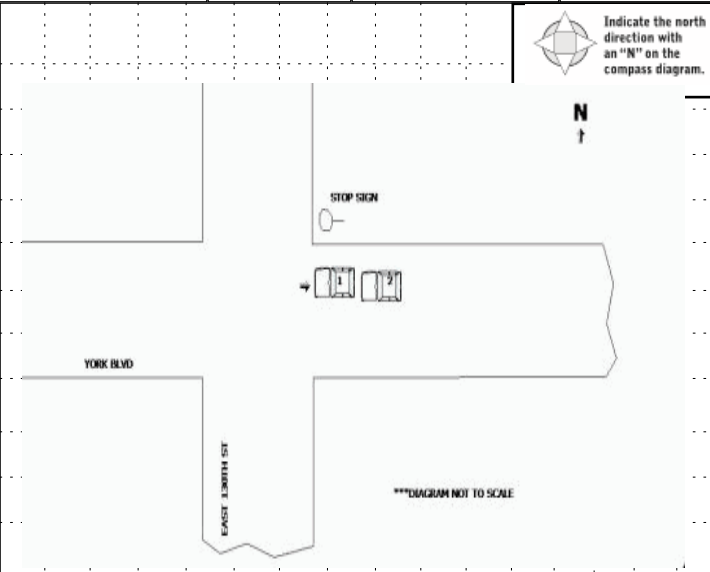 Indicate the north
direction with
an “N” on the
compass diagram.
N
STOP SIGN
1 2
YORK BLVD
EAST 130TH ST
***DIAGRAM NOT TO SCALE